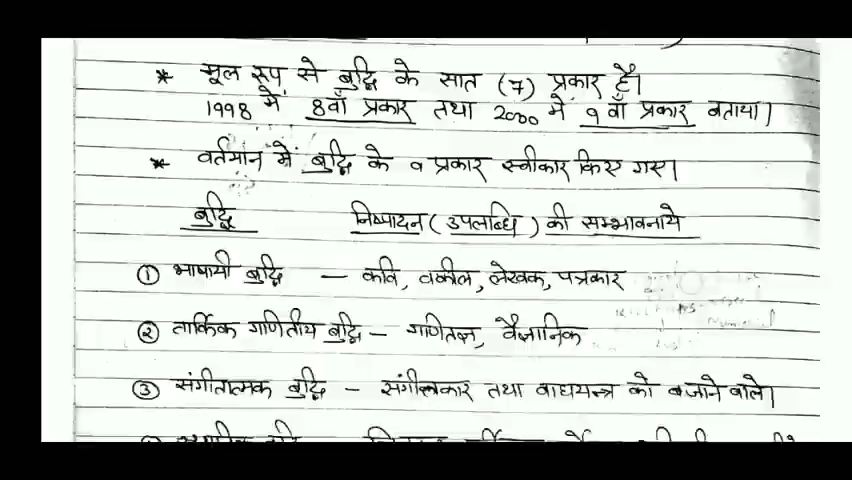 * मूल रूप से बुद्धि के सात (7) प्रकार है।
1998 में 8वाँ प्रकार तथा 2000 में 9वाँ प्रकार बताया।
* वर्तमान में बुद्धि के 9 प्रकार स्वीकार किए गए।
बुद्धि निष्पादन (उपलब्धि) की सम्भावनाये
① भाषायी बुद्धि — कवि, वकील, लेखक, पत्रकार
② तार्किक गाणितीय बुद्धि – गणितज्ञ, वैज्ञानिक
③ संगीतात्मक बुद्धि – संगीतकार तथा वाद्ययन्त्र को बजाने वाले।